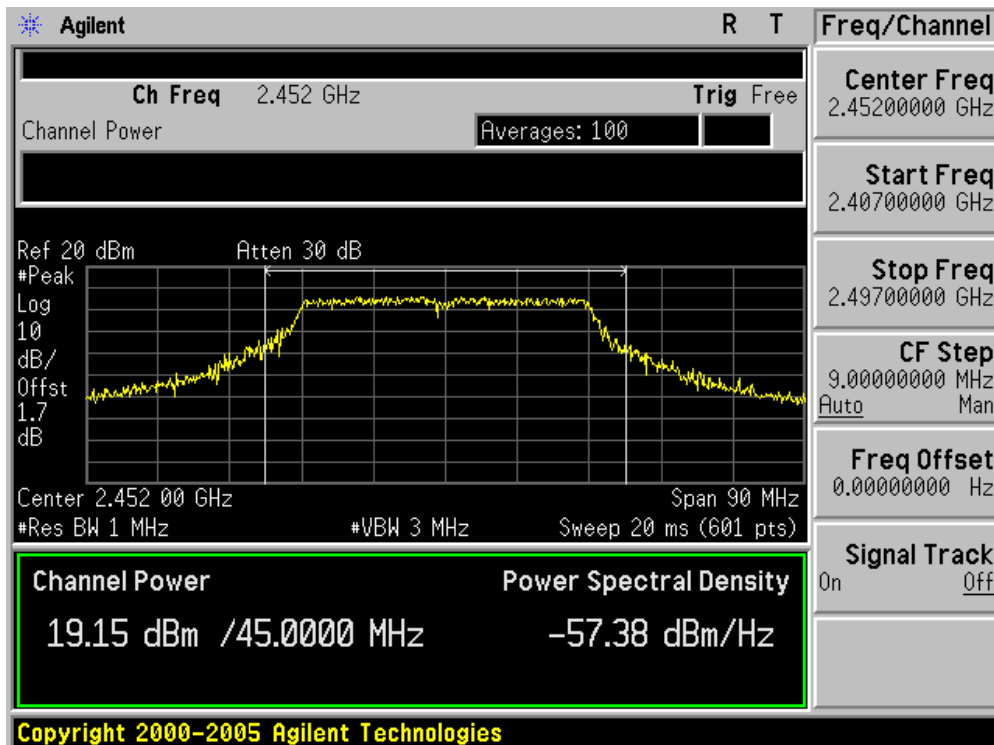 Agilent R T
Freq/Channel
Ch Freq 2.452 GHz Trig Free
Channel Power Averages: 100
Ref 20 dBm Atten 30 dB
#Peak
Log
10
dB/
Offst
1.7
dB
Center 2.452 00 GHz Span 90 MHz
#Res BW 1 MHz #VBW 3 MHz Sweep 20 ms (601 pts)
Channel Power Power Spectral Density
19.15 dBm /45.0000 MHz -57.38 dBm/Hz
Copyright 2000-2005 Agilent Technologies
Center Freq
2.45200000 GHz
Start Freq
2.40700000 GHz
Stop Freq
2.49700000 GHz
CF Step
9.00000000 MHz
Auto Man
Freq Offset
0.00000000 Hz
Signal Track
On Off